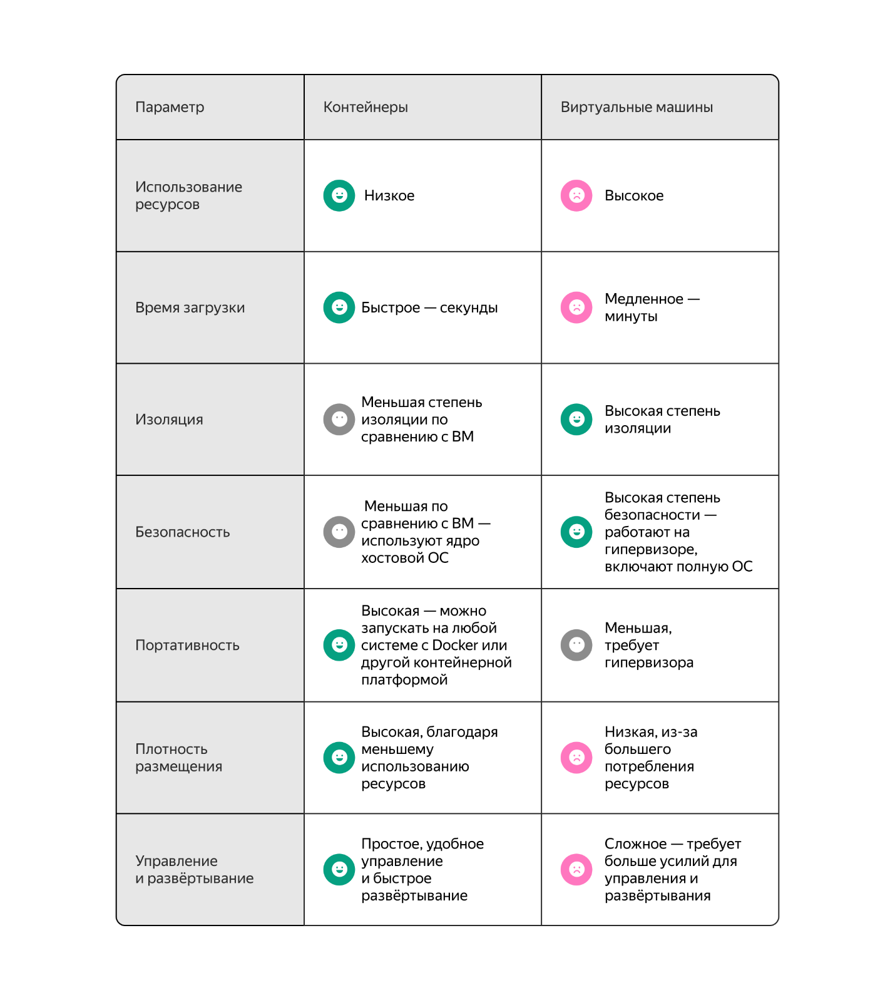 Параметр
Контейнеры
Виртуальные машины
Использование
ресурсов
Низкое
Высокое
Время загрузки
Быстрое — секунды
Медленное —
минуты
Изоляция
Меньшая степень
изоляции по
сравнению с ВМ
Высокая степень
изоляции
Безопасность
Меньшая по
сравнению с ВМ —
используют ядро
хостовой ОС
Высокая степень
безопасности —
работают на
гипервизоре,
включают полную ОС
Портативность
Высокая — можно
запускать на любой
системе с Docker или
другой контейнерной
платформой
Меньшая,
требует
гипервизора
Плотность
размещения
Высокая, благодаря
меньшему
использованию
ресурсов
Низкая, из-за
большего
потребления
ресурсов
Управление
и развёртывание
Простое, удобное
управление
и быстрое
развёртывание
Сложное — требует
больше усилий для
управления и
развёртывания